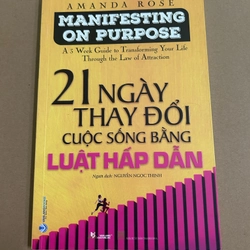 AMANDA ROSE
MANIFESTING
ON PURPOSE
A 3 Week Guide to Transforming Your Life
Through the Law of Attraction
21 NGÀY
THAY ĐỔI
CUỘC SỐNG BẰNG
LUẬT HẤP DẪN
Người dịch: NGUYỄN NGỌC THỊNH